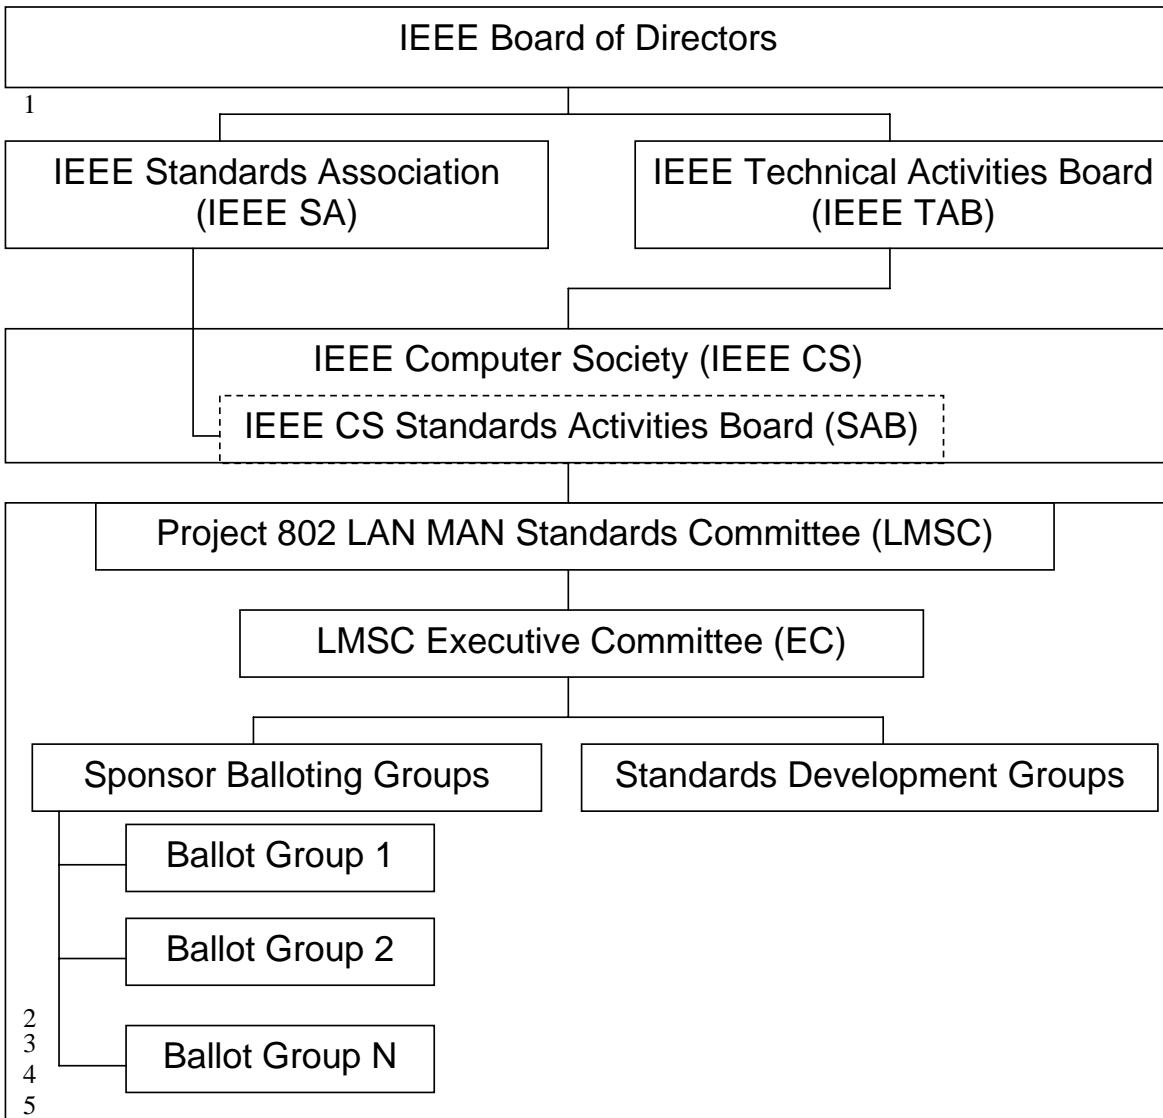 IEEE Board of Directors
1
IEEE Standards Association
(IEEE SA)
IEEE Technical Activities Board
(IEEE TAB)
IEEE Computer Society (IEEE CS)
IEEE CS Standards Activities Board (SAB)
Project 802 LAN MAN Standards Committee (LMSC)
LMSC Executive Committee (EC)
Sponsor Balloting Groups
Standards Development Groups
Ballot Group 1
Ballot Group 2
2
3
Ballot Group N
4
5